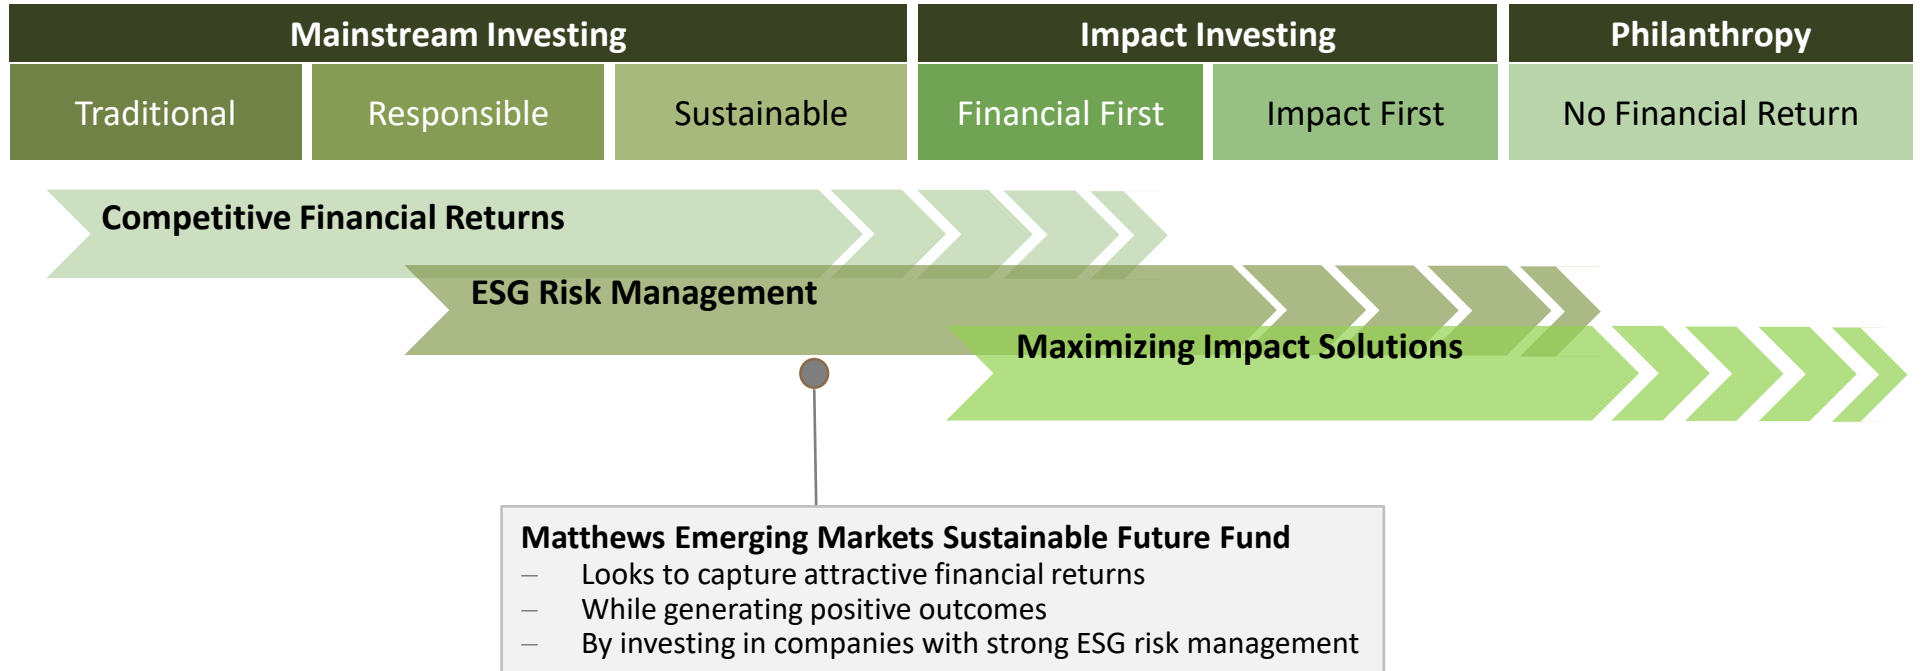 Mainstream Investing
Impact Investing
Philanthropy
Traditional
Responsible
Sustainable
Financial First
Impact First
No Financial Return
Competitive Financial Returns
ESG Risk Management
Maximizing Impact Solutions
Matthews Emerging Markets Sustainable Future Fund
– Looks to capture attractive financial returns
– While generating positive outcomes
– By investing in companies with strong ESG risk management